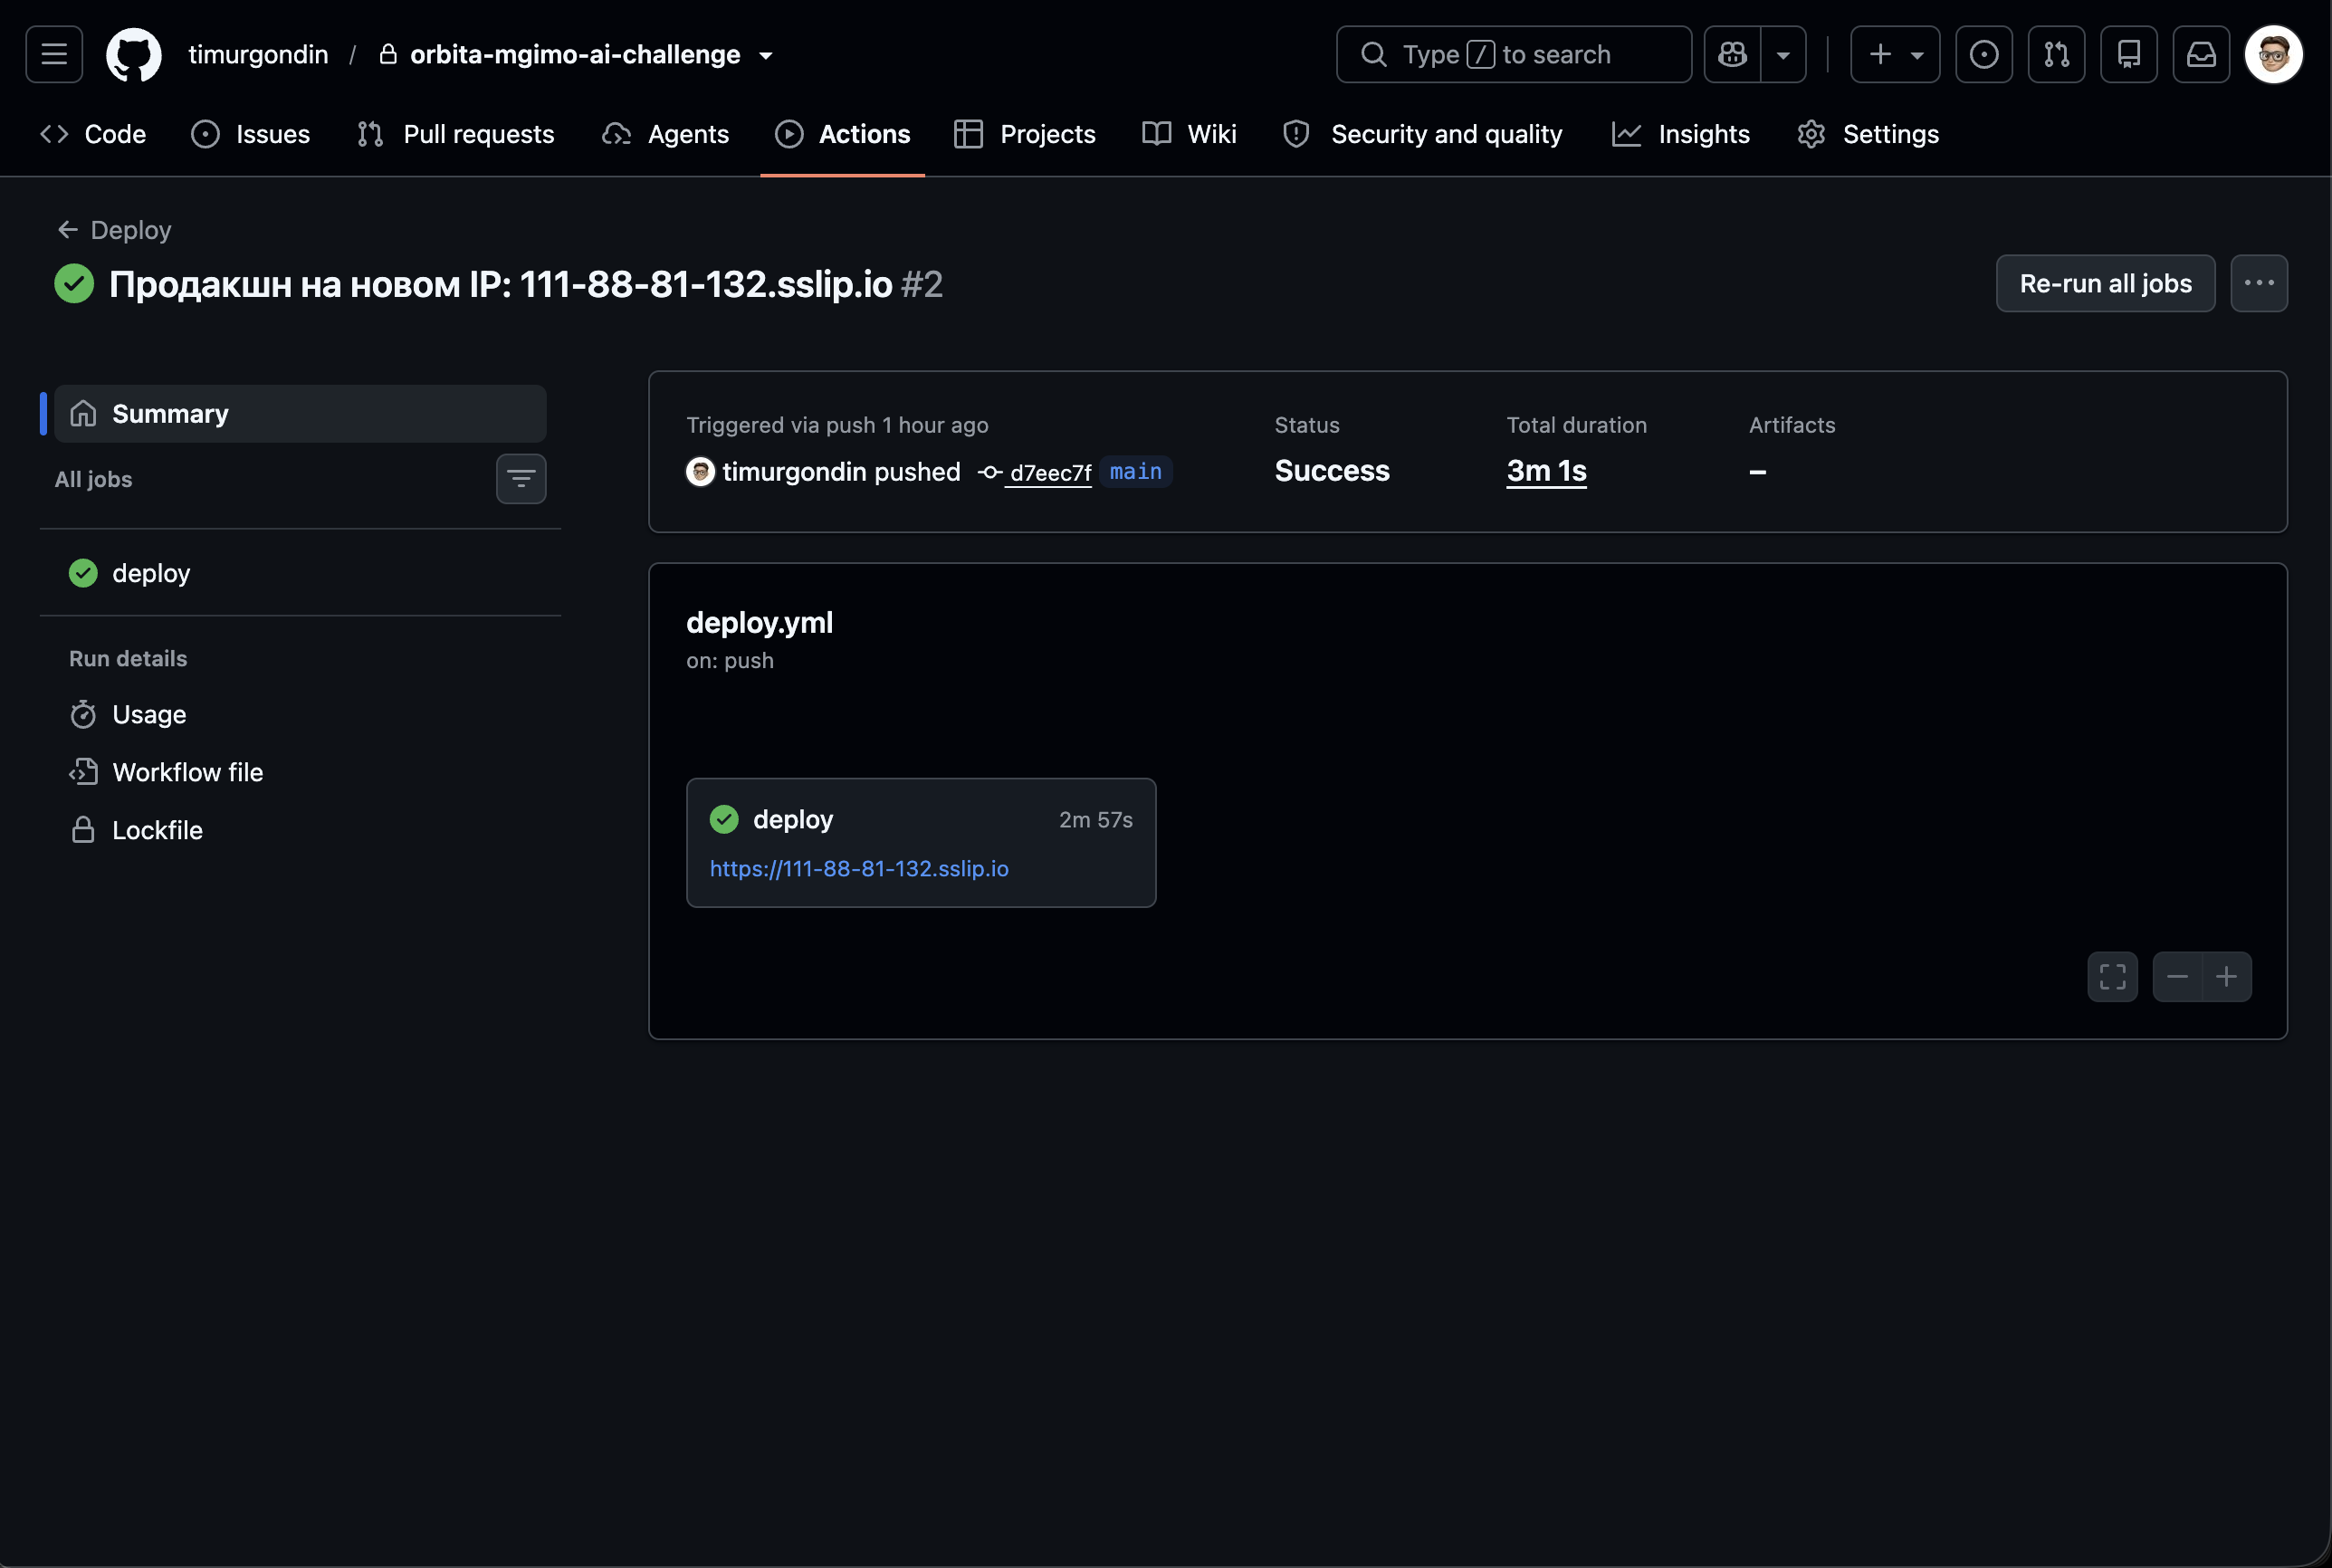 timurgondin / orbita-mgimo-ai-challenge
Type / to search
Code Issues Pull requests Agents Actions Projects Wiki Security and quality Insights Settings
Deploy
Продакшн на новом IP: 111-88-81-132.sslip.io #2
Re-run all jobs
Summary
All jobs
deploy
Run details
Usage
Workflow file
Lockfile
Triggered via push 1 hour ago
timurgondin pushed d7eec7f main
Status
Success
Total duration
3m 1s
Artifacts
–
deploy.yml
on: push
deploy 2m 57s
https://111-88-81-132.sslip.io